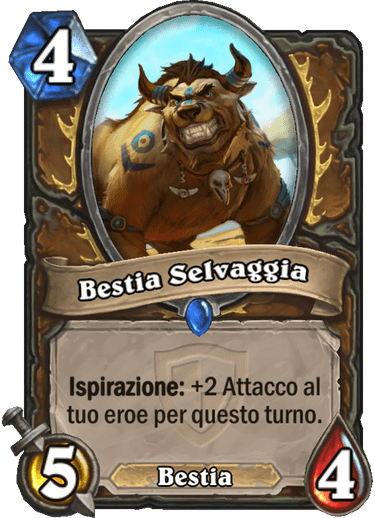 4
Bestia Selvaggia
Ispirazione: +2 Attacco al
tuo eroe per questo turno.
5
Bestia
4